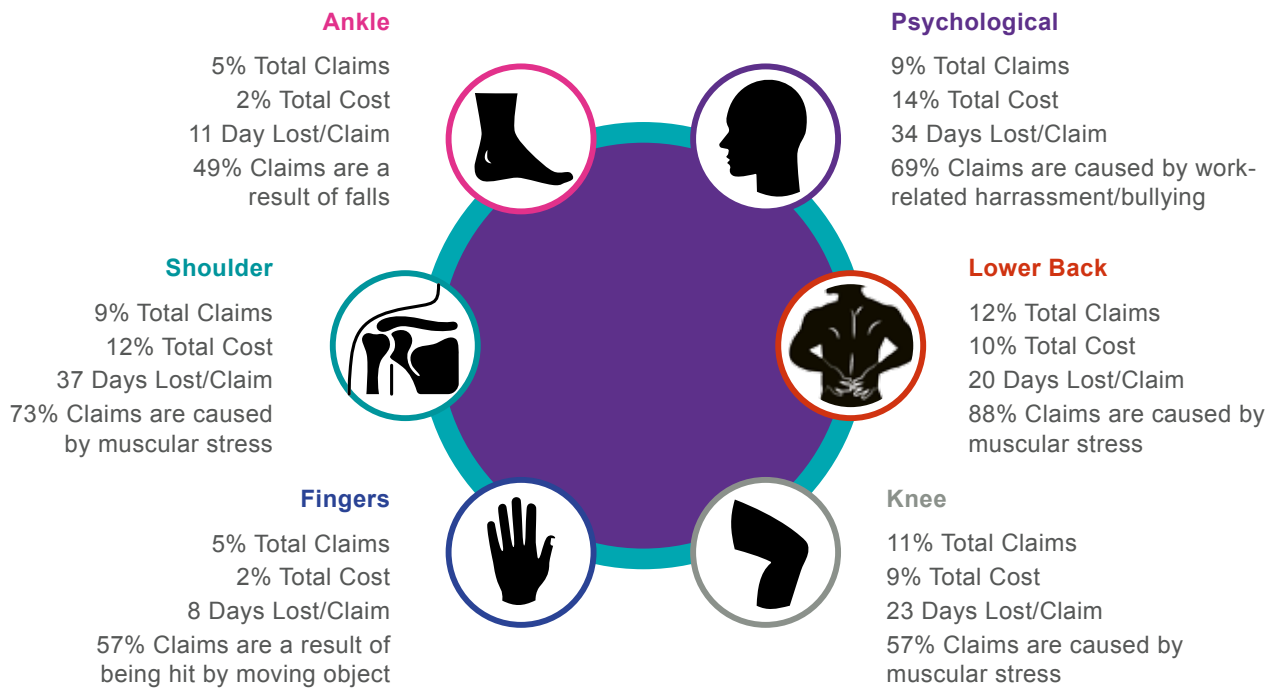 Ankle
5% Total Claims
2% Total Cost
11 Day Lost/Claim
49% Claims are a
result of falls
Psychological
9% Total Claims
14% Total Cost
34 Days Lost/Claim
69% Claims are caused by work-
related harrassment/bullying
Shoulder
9% Total Claims
12% Total Cost
37 Days Lost/Claim
73% Claims are caused
by muscular stress
Lower Back
12% Total Claims
10% Total Cost
20 Days Lost/Claim
88% Claims are caused by
muscular stress
Fingers
5% Total Claims
2% Total Cost
8 Days Lost/Claim
57% Claims are a result of
being hit by moving object
Knee
11% Total Claims
9% Total Cost
23 Days Lost/Claim
57% Claims are caused by
muscular stress